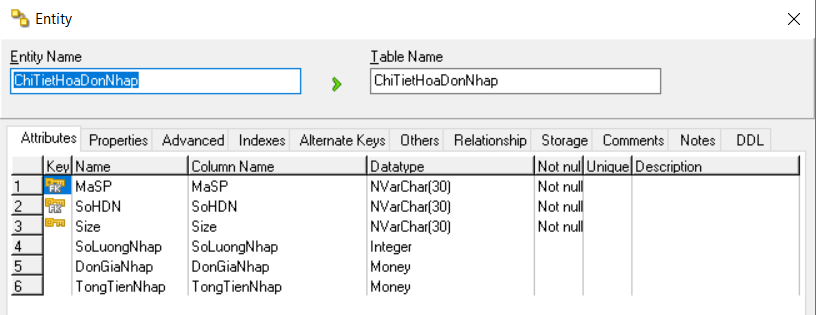 Entity
Entity Name Table Name
ChiTietHoaDonNhap ChiTietHoaDonNhap
Attributes Properties Advanced Indexes Alternate Keys Others Relationship Storage Comments Notes DDL
Key Name Column Name Datatype Not nul Unique Description
1 FK MaSP MaSP NVarChar(30) Not null
2 FK SoHDN SoHDN NVarChar(30) Not null
3 Size Size NVarChar(30) Not null
4 SoLuongNhap SoLuongNhap Integer
5 DonGiaNhap DonGiaNhap Money
6 TongTienNhap TongTienNhap Money